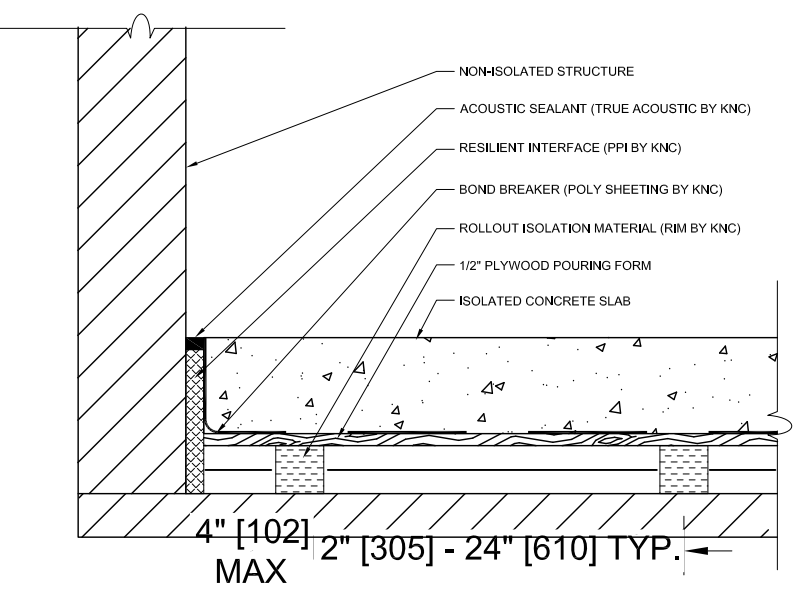 NON-ISOLATED STRUCTURE
ACOUSTIC SEALANT (TRUE ACOUSTIC BY KNC)
RESILIENT INTERFACE (PPI BY KNC)
BOND BREAKER (POLY SHEETING BY KNC)
ROLLOUT ISOLATION MATERIAL (RIM BY KNC)
1/2" PLYWOOD POURING FORM
ISOLATED CONCRETE SLAB
4" [102]
MAX
2" [305] - 24" [610] TYP.